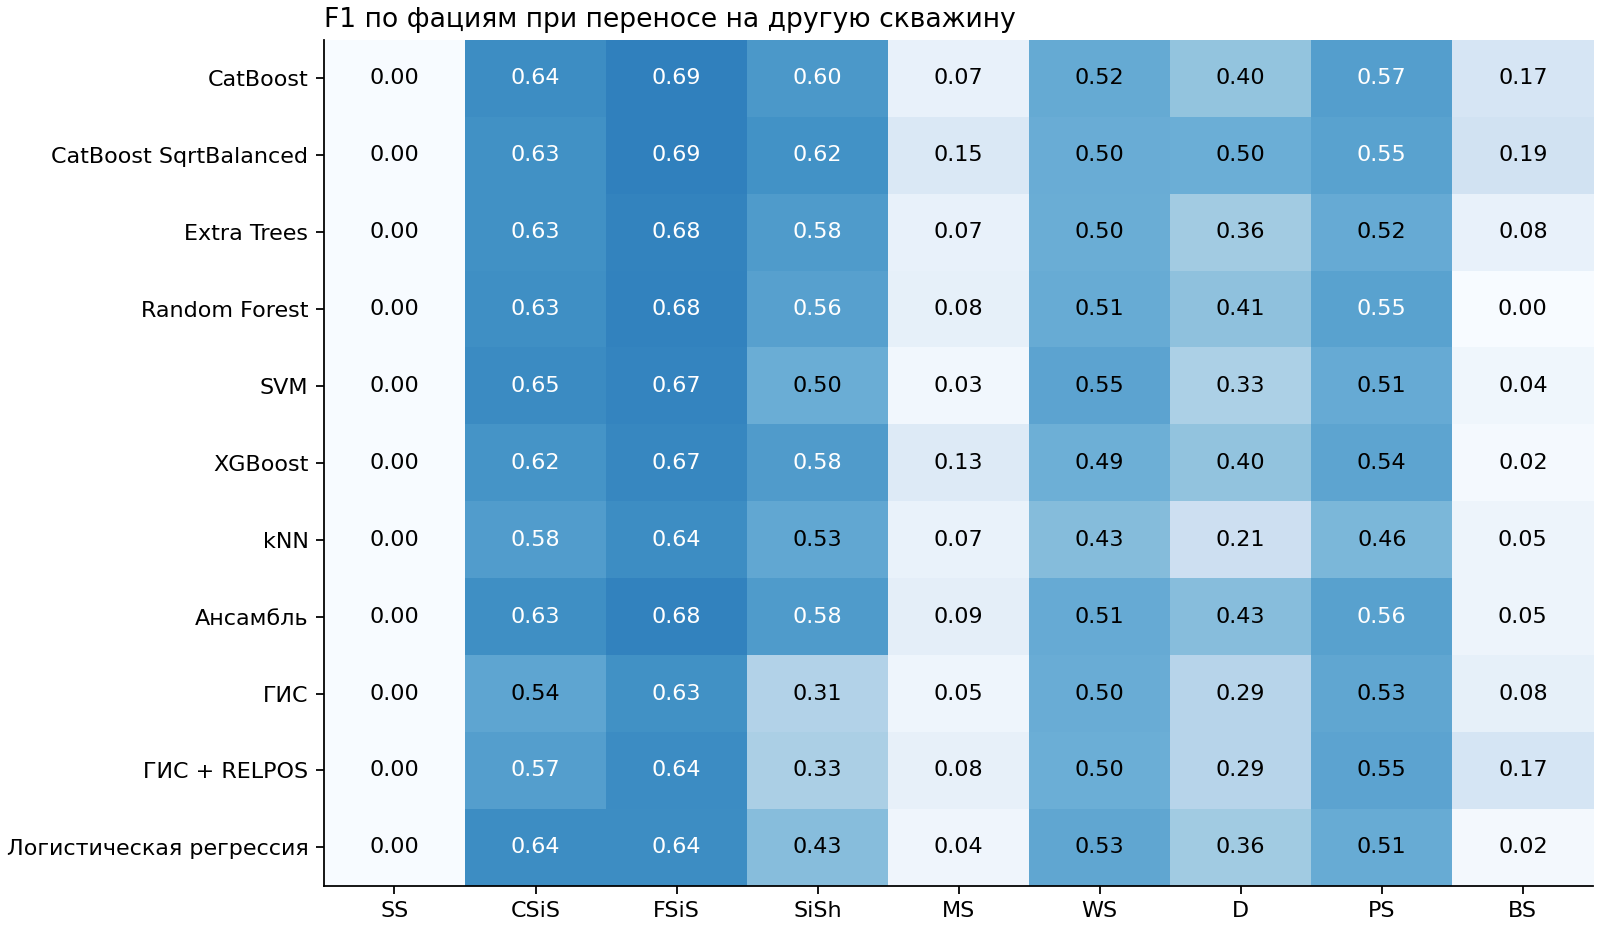 F1 по фациям при переносе на другую скважину
CatBoost 0.00 0.64 0.69 0.60 0.07 0.52 0.40 0.57 0.17
CatBoost SqrtBalanced 0.00 0.63 0.69 0.62 0.15 0.50 0.50 0.55 0.19
Extra Trees 0.00 0.63 0.68 0.58 0.07 0.50 0.36 0.52 0.08
Random Forest 0.00 0.63 0.68 0.56 0.08 0.51 0.41 0.55 0.00
SVM 0.00 0.65 0.67 0.50 0.03 0.55 0.33 0.51 0.04
XGBoost 0.00 0.62 0.67 0.58 0.13 0.49 0.40 0.54 0.02
kNN 0.00 0.58 0.64 0.53 0.07 0.43 0.21 0.46 0.05
Ансамбль 0.00 0.63 0.68 0.58 0.09 0.51 0.43 0.56 0.05
ГИС 0.00 0.54 0.63 0.31 0.05 0.50 0.29 0.53 0.08
ГИС + RELPOS 0.00 0.57 0.64 0.33 0.08 0.50 0.29 0.55 0.17
Логистическая регрессия 0.00 0.64 0.64 0.43 0.04 0.53 0.36 0.51 0.02
SS CSiS FSiS SiSh MS WS D PS BS